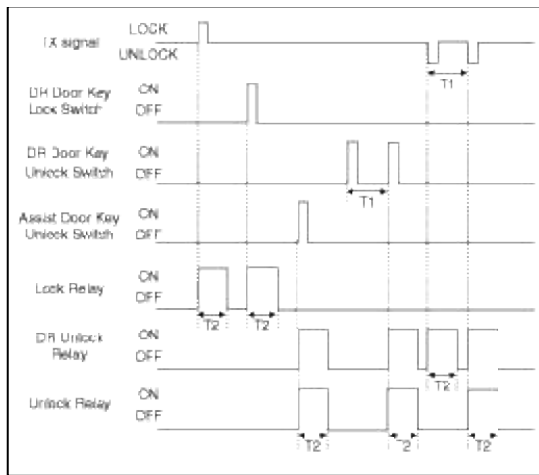 LOCK
TX signal
UNLOCK
T1
DR Door Key
Lock Switch
ON
OFF
DR Door Key
Unlock Switch
ON
OFF
T1
Assist Door Key
Unlock Switch
ON
OFF
Lock Relay
ON
OFF
T2
T2
DR Unlock
Relay
ON
OFF
T2
Unlock Relay
ON
OFF
T2
T2
T2